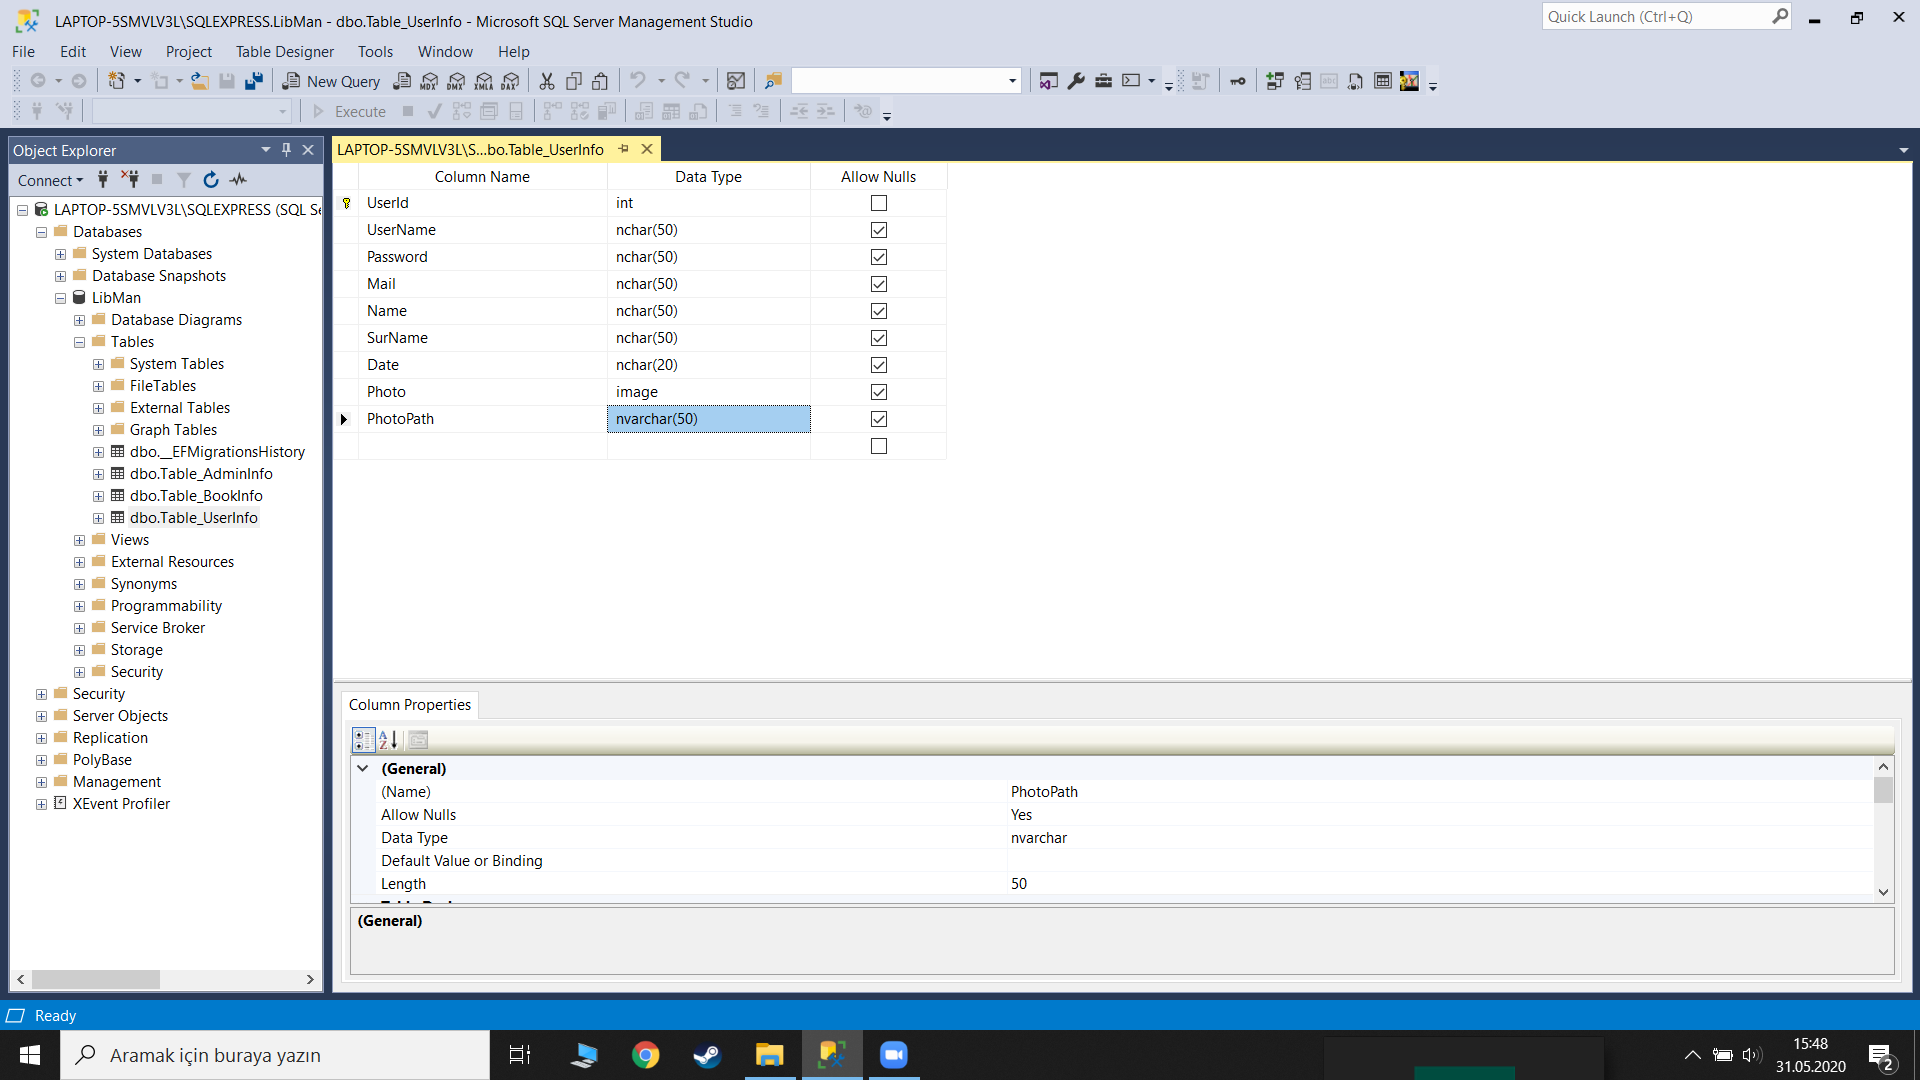 LAPTOP-5SMVLV3L\SQLEXPRESS.LibMan - dbo.Table_UserInfo - Microsoft SQL Server Management Studio
Quick Launch (Ctrl+Q)
File Edit View Project Table Designer Tools Window Help
New Query MDX DMX XMLA DAX
Execute
Object Explorer
Connect
LAPTOP-5SMVLV3L\SQLEXPRESS (SQL Se
Databases
System Databases
Database Snapshots
LibMan
Database Diagrams
Tables
System Tables
FileTables
External Tables
Graph Tables
dbo.__EFMigrationsHistory
dbo.Table_AdminInfo
dbo.Table_BookInfo
dbo.Table_UserInfo
Views
External Resources
Synonyms
Programmability
Service Broker
Storage
Security
Security
Server Objects
Replication
PolyBase
Management
XEvent Profiler
LAPTOP-5SMVLV3L\S...bo.Table_UserInfo
Column Name Data Type Allow Nulls
UserId int
UserName nchar(50)
Password nchar(50)
Mail nchar(50)
Name nchar(50)
SurName nchar(50)
Date nchar(20)
Photo image
PhotoPath nvarchar(50)
Column Properties
(General)
(Name) PhotoPath
Allow Nulls Yes
Data Type nvarchar
Default Value or Binding
Length 50
(General)
Ready
Aramak için buraya yazın
15:48
31.05.2020
2